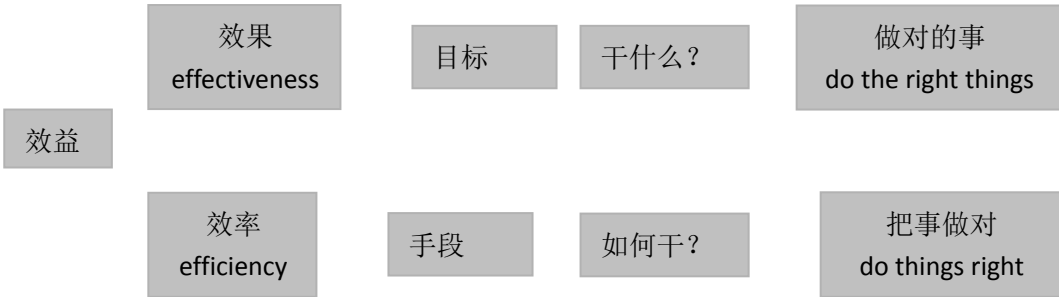 效果
effectiveness
目标
干什么？
做对的事
do the right things
效益
效率
efficiency
手段
如何干？
把事做对
do things right